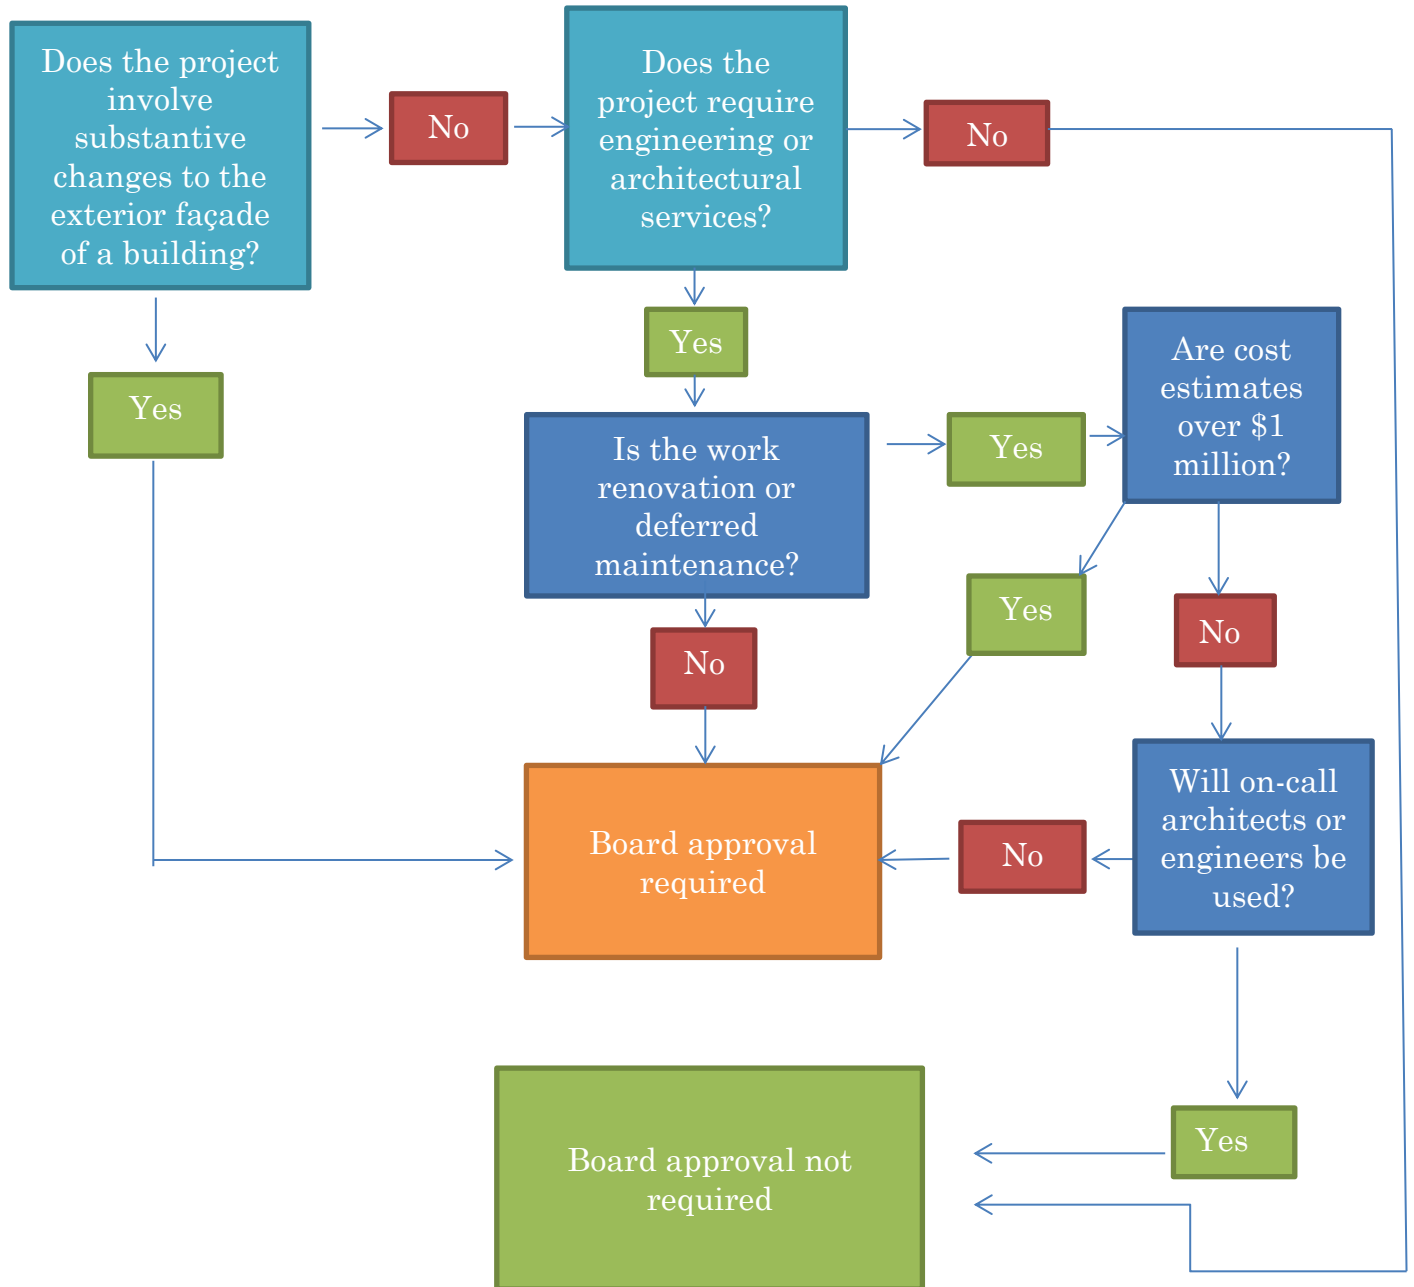 Does the project
involve
substantive
changes to the
exterior façade
of a building?
No
Does the
project require
engineering or
architectural
services?
No
Yes
Yes
Is the work
renovation or
deferred
maintenance?
Yes
Are cost
estimates
over $1
million?
Yes
No
No
Board approval
required
No
Will on-call
architects or
engineers be
used?
Yes
Board approval not
required